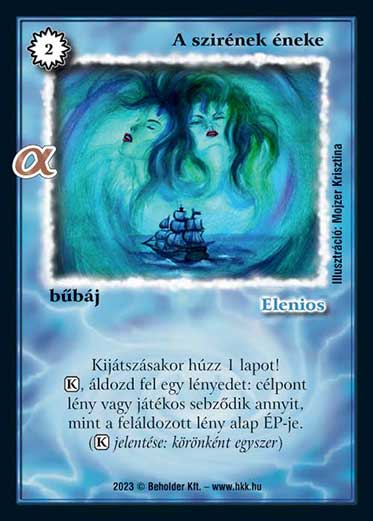 2
A szirének éneke
α
Illusztráció: Mojzer Krisztina
bűbáj
Elenios
Kijátszásakor húzz 1 lapot!
K, áldozd fel egy lényedet: célpont
lény vagy játékos sebződik annyit,
mint a feláldozott lény alap ÉP-je.
(K jelentése: körönként egyszer)
2023 © Beholder Kft. – www.hkk.hu